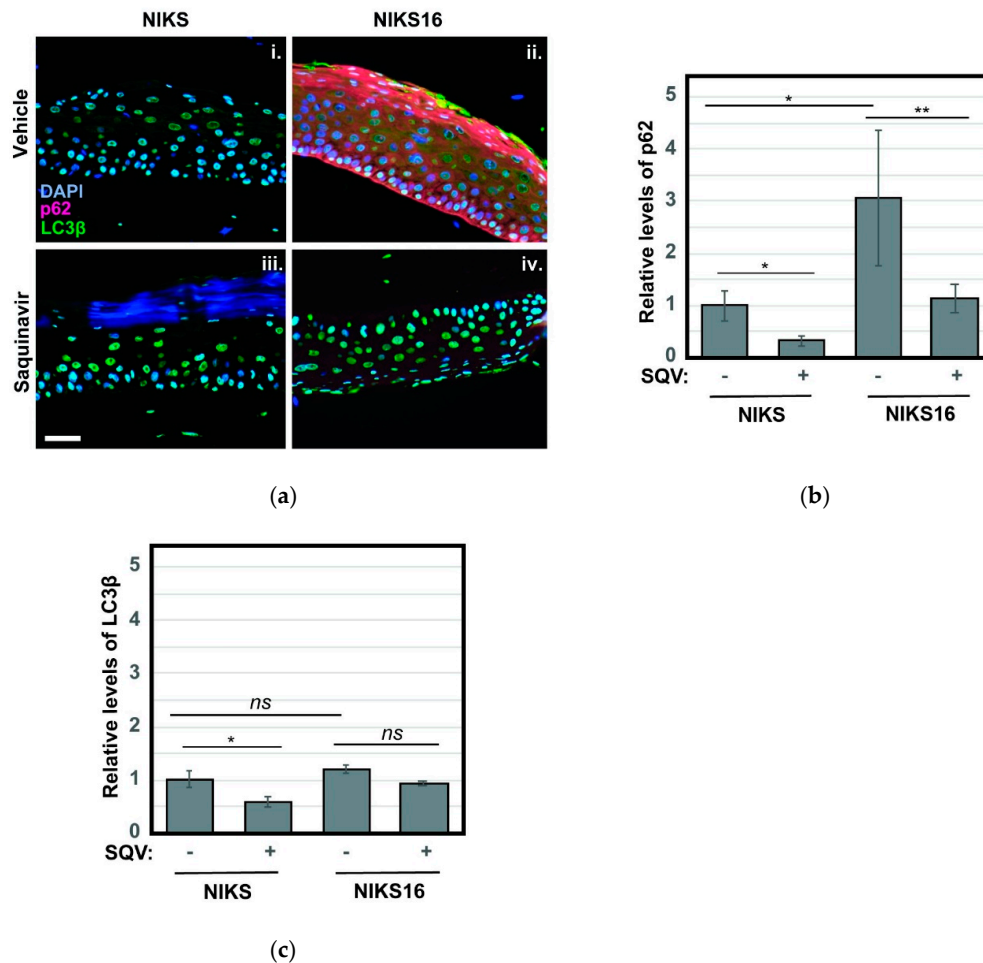 NIKS NIKS16
Vehicle
i. ii.
DAPI
p62
LC3β
Saquinavir
iii. iv.
(a)
Relative levels of p62
5
4
3
2
1
0
* **
*
SQV: - + - +
NIKS NIKS16
(b)
Relative levels of LC3β
5
4
3
2
1
0
ns
* ns
SQV: - + - +
NIKS NIKS16
(c)